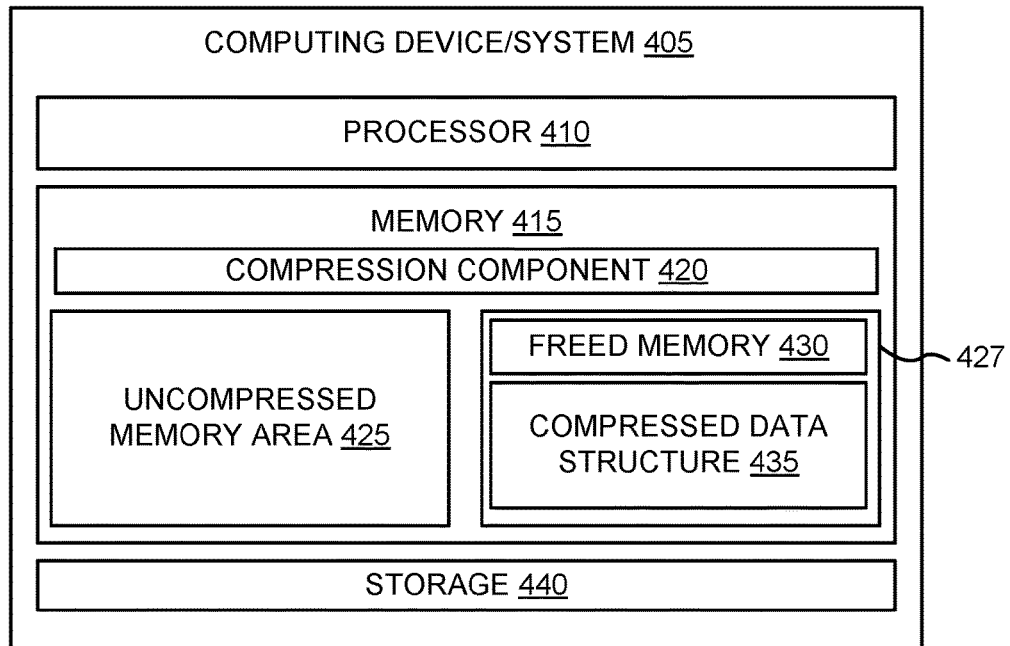 COMPUTING DEVICE/SYSTEM 405
PROCESSOR 410
MEMORY 415
COMPRESSION COMPONENT 420
UNCOMPRESSED
MEMORY AREA 425
FREED MEMORY 430
427
COMPRESSED DATA
STRUCTURE 435
STORAGE 440